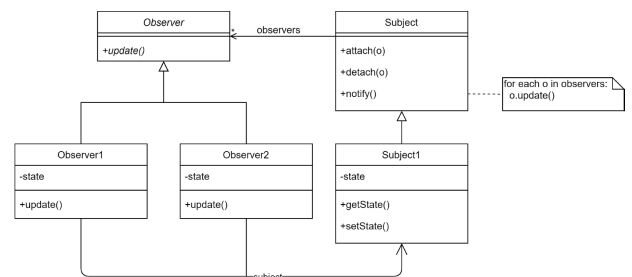 Observer
+update()
*
observers
Subject
+attach(o)
+detach(o)
+notify()
for each o in observers:
o.update()
Observer1
-state
+update()
Observer2
-state
+update()
Subject1
-state
+getState()
+setState()
subject